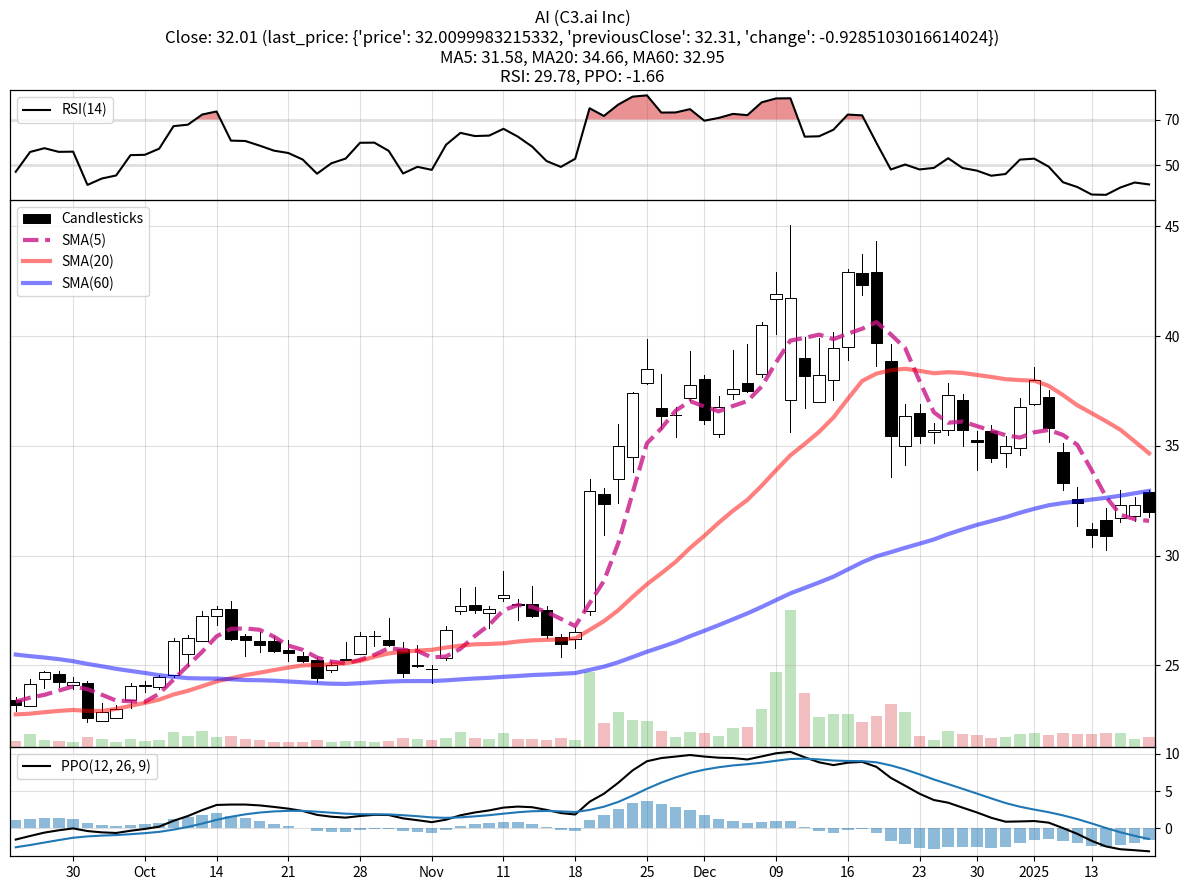 AI (C3.ai Inc)
Close: 32.01 (last_price: {'price': 32.0099983215332, 'previousClose': 32.31, 'change': -0.9285103016614024})
MA5: 31.58, MA20: 34.66, MA60: 32.95
RSI: 29.78, PPO: -1.66
RSI(14)
70
50
Candlesticks
SMA(5)
SMA(20)
SMA(60)
45
40
35
30
25
PPO(12, 26, 9)
10
5
0
30 Oct 14 21 28 Nov 11 18 25 Dec 09 16 23 30 2025 13